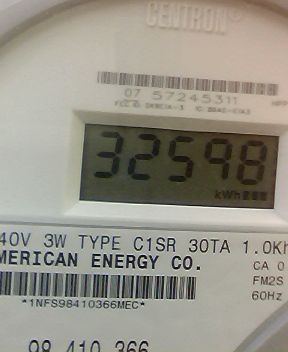 CENTRON®
07 57245311
32598
kWh
40V 3W TYPE C1SR 30TA 1.0Kh
MERICAN ENERGY CO.
CA 0
FM2S
60Hz
*1NFS98410366MEC*
98 410 366